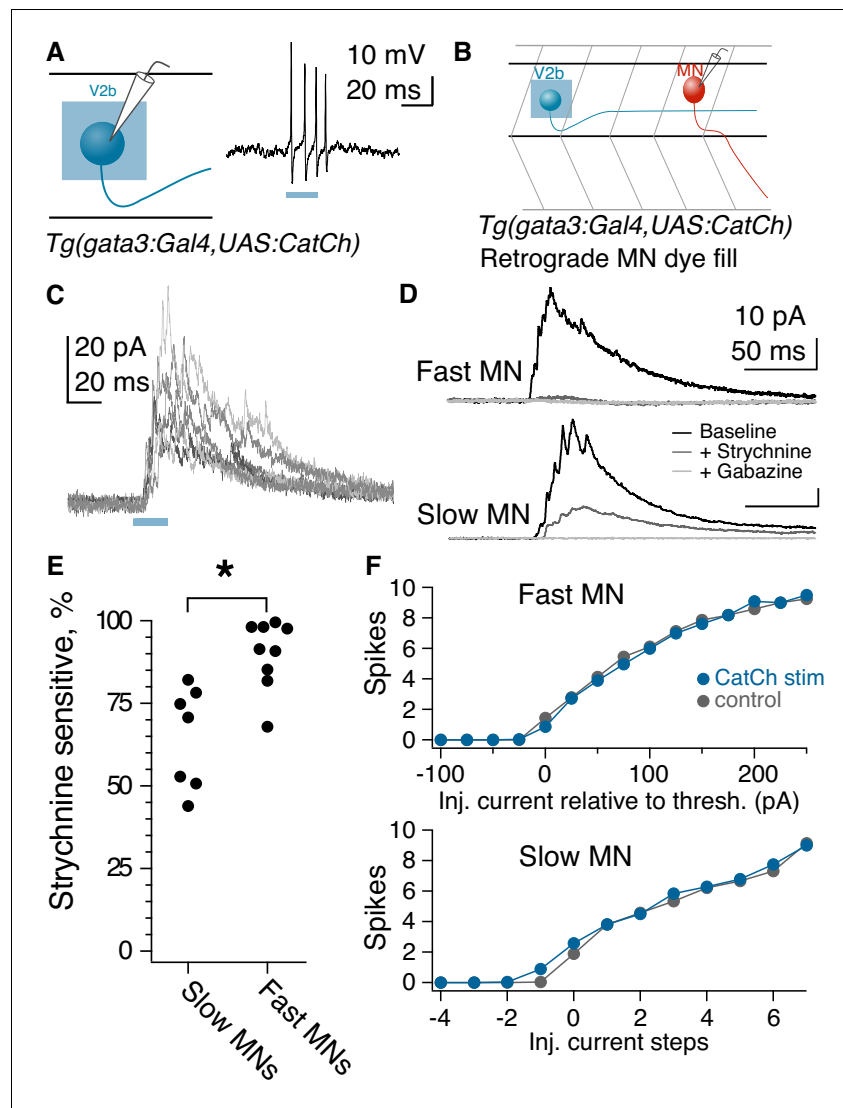 A
V2b
10 mV
20 ms
Tg(gata3:Gal4,UAS:CatCh)
B
V2b
MN
Tg(gata3:Gal4,UAS:CatCh)
Retrograde MN dye fill
C
20 pA
20 ms
D
10 pA
50 ms
Fast MN
Baseline
+ Strychnine
+ Gabazine
Slow MN
E
*
Strychnine sensitive, %
100
75
50
25
0
Slow MNs
Fast MNs
F
Fast MN
Spikes
10
8
6
4
2
0
CatCh stim
control
-100
0
100
200
Inj. current relative to thresh. (pA)
Slow MN
Spikes
10
8
6
4
2
0
-4
-2
0
2
4
6
Inj. current steps